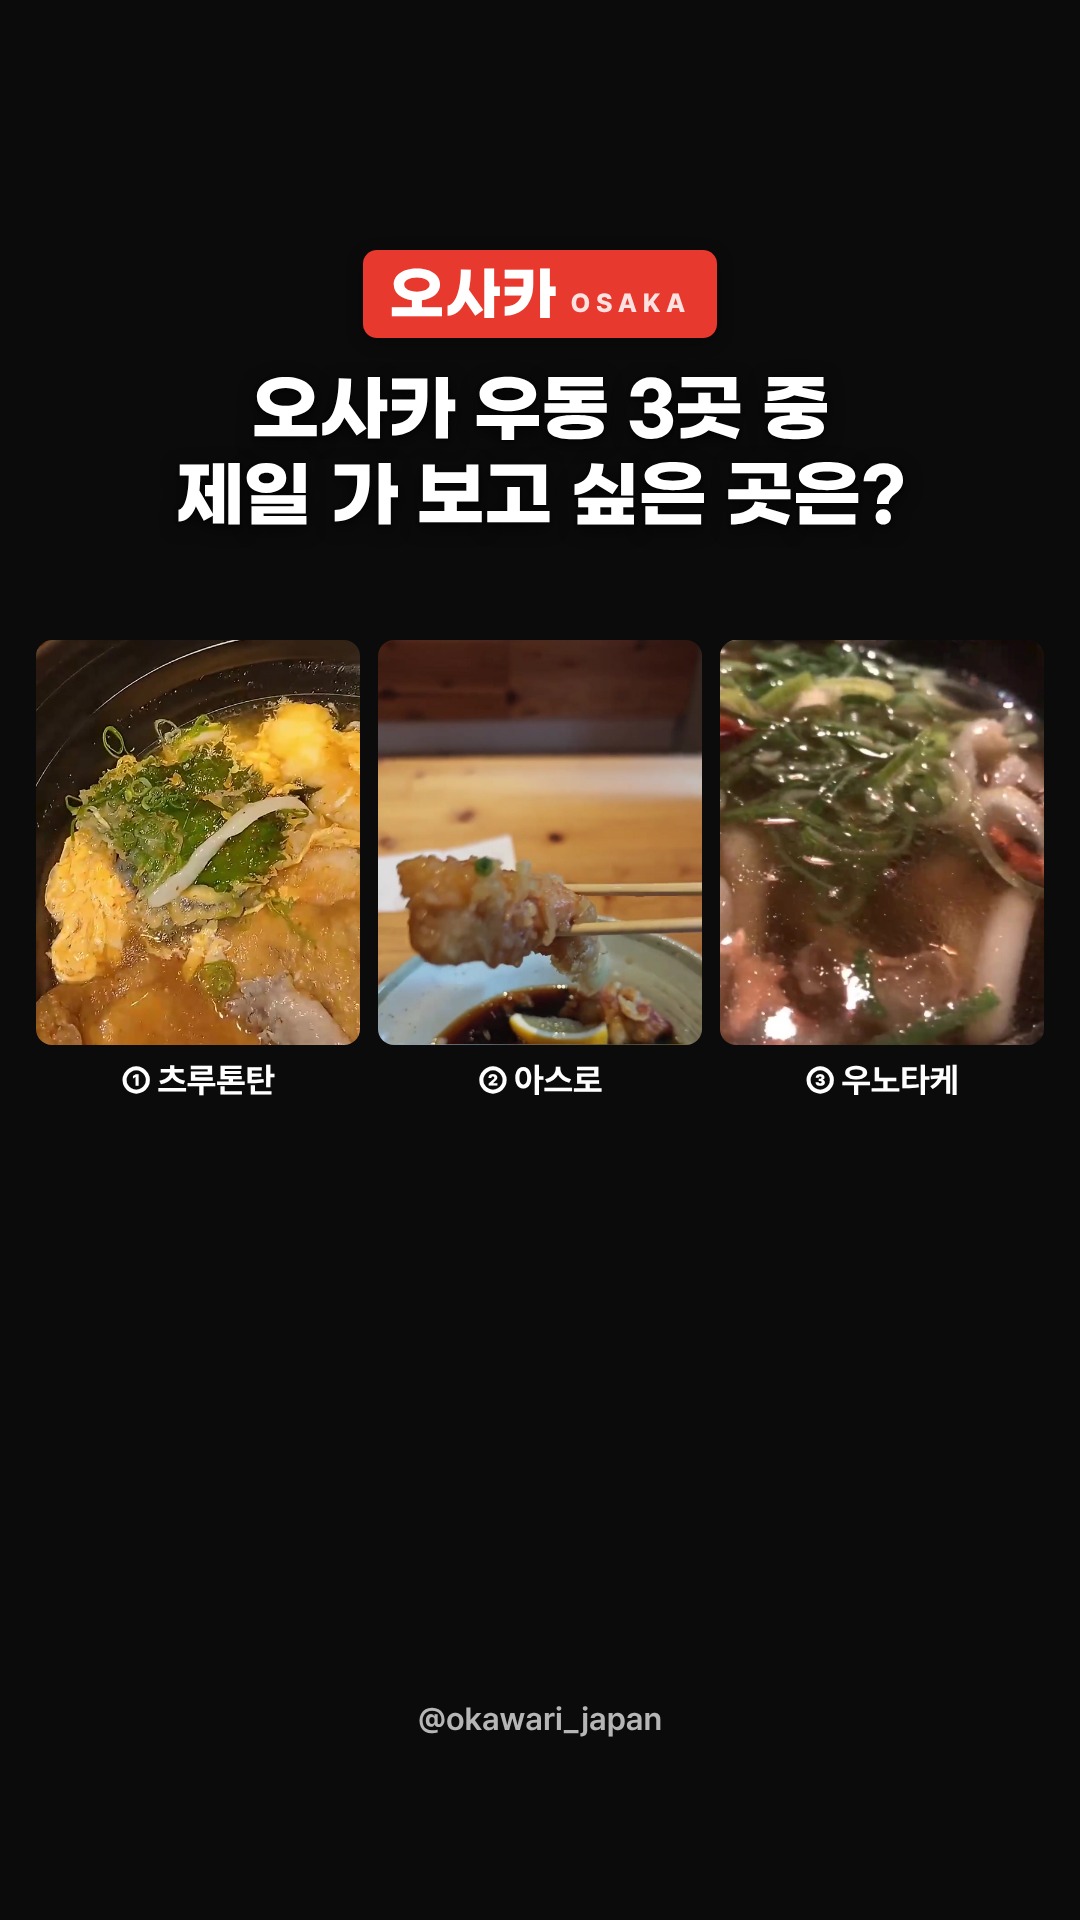 오사카 OSAKA
오사카 우동 3곳 중
제일 가 보고 싶은 곳은?
① 츠루톤탄
② 아스로
③ 우노타케
@okawari_japan